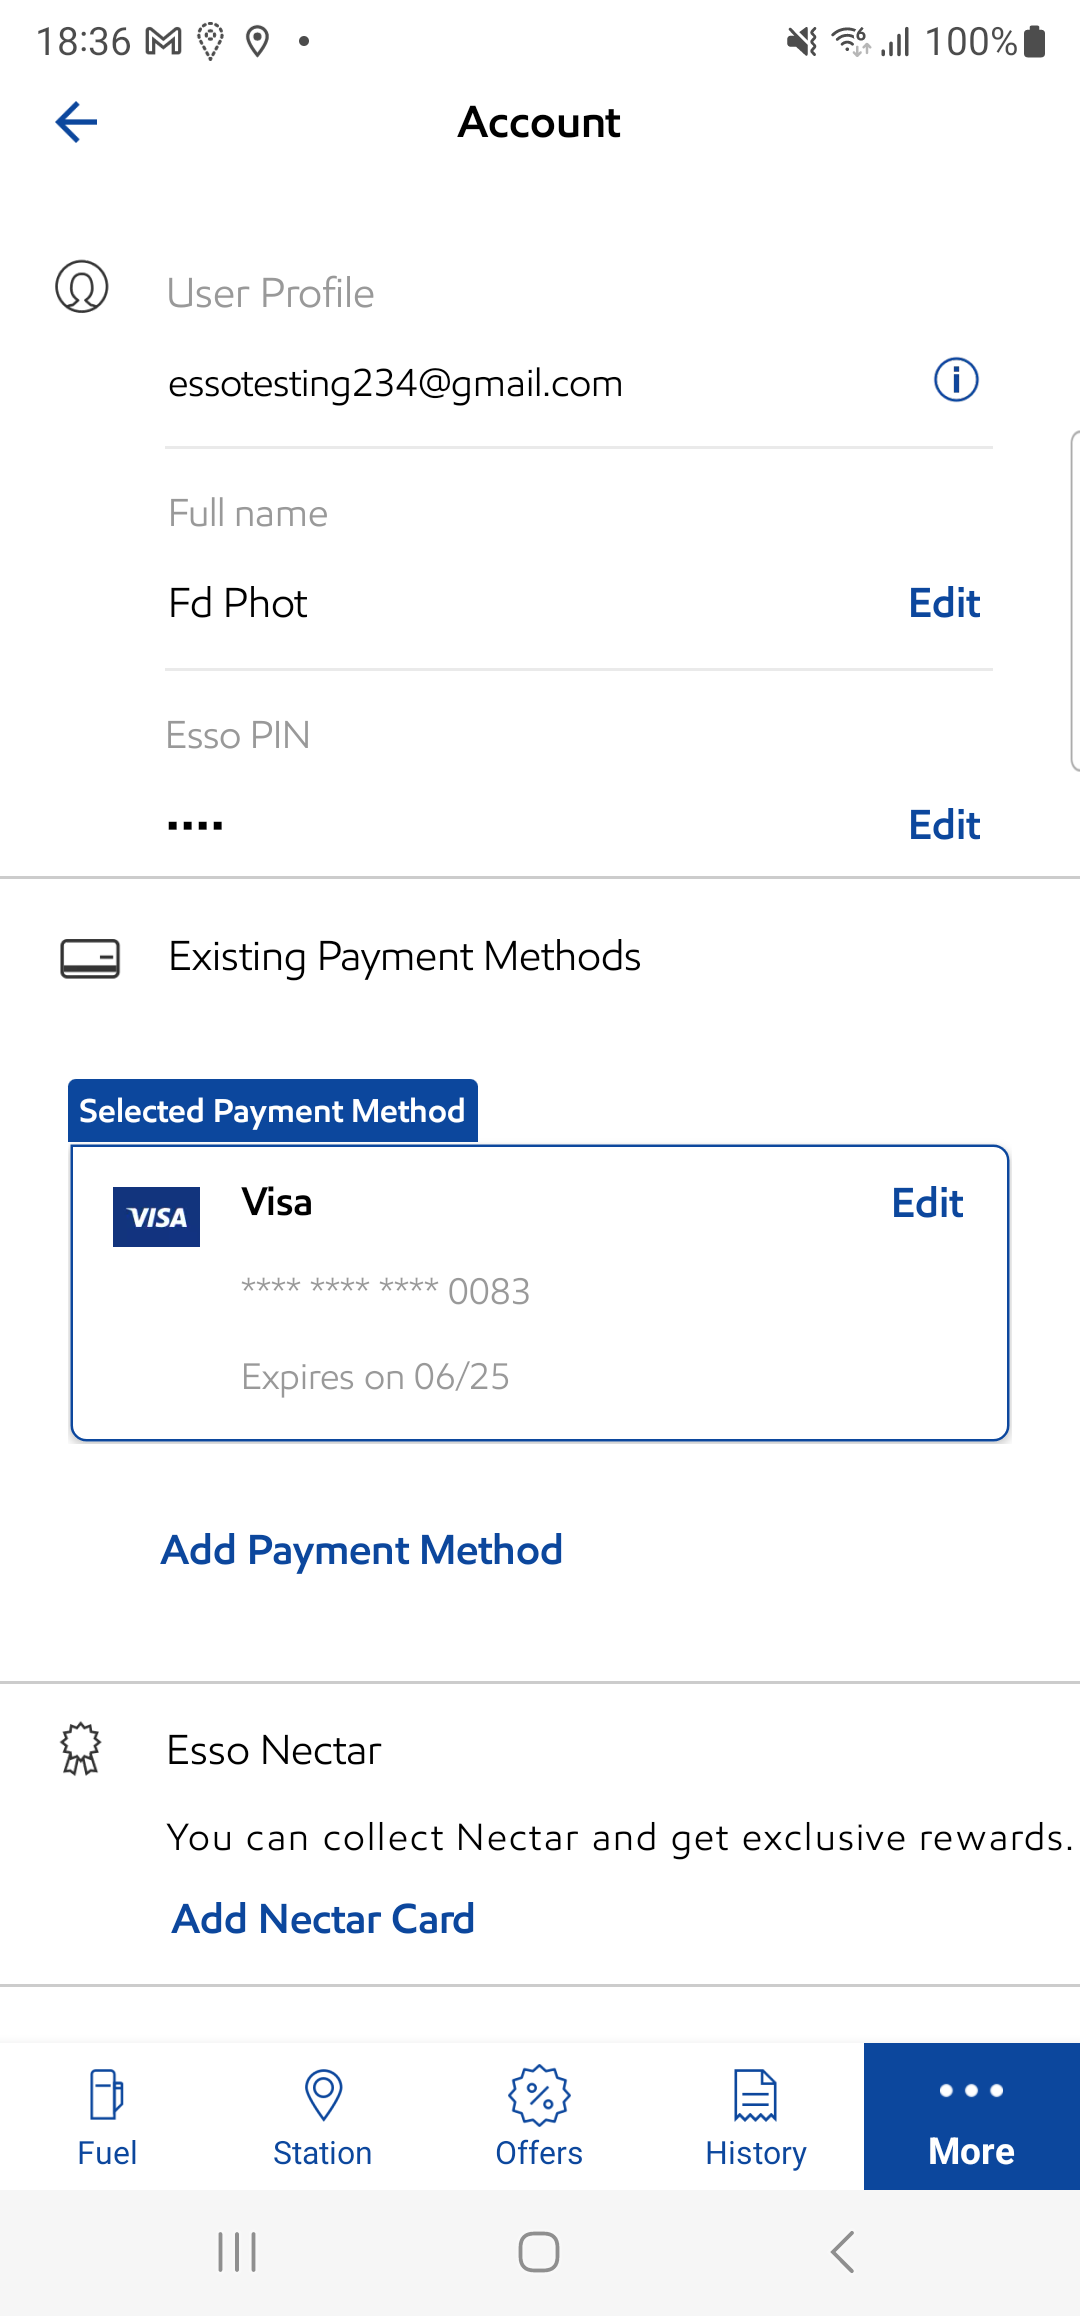 18:36 100%
Account
User Profile
essotesting234@gmail.com
Full name
Fd Phot Edit
Esso PIN
•••• Edit
Existing Payment Methods
Selected Payment Method
VISA Visa Edit
**** **** **** 0083
Expires on 06/25
Add Payment Method
Esso Nectar
You can collect Nectar and get exclusive rewards.
Add Nectar Card
Fuel Station Offers History More